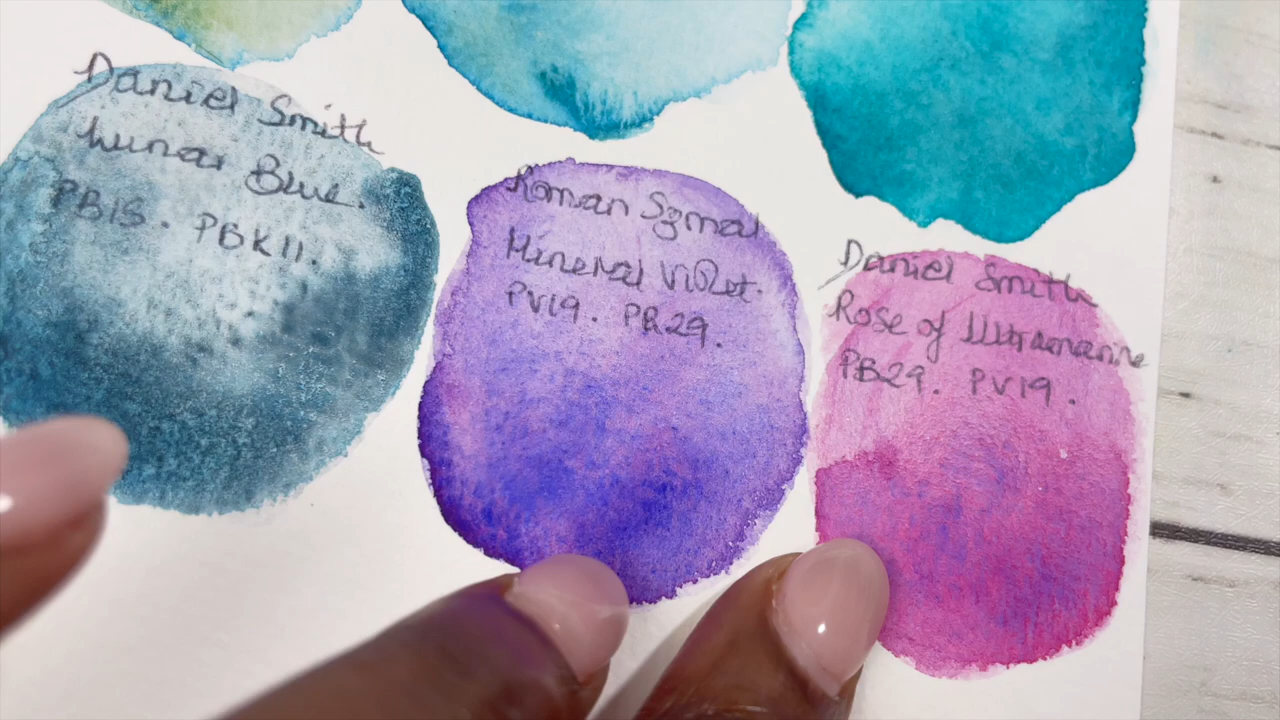 Daniel Smith
Lunar Blue.
PB15. PBK11.
Roman Szmal
Mineral Violet.
PV19. PR29.
Daniel Smith
Rose of Ultramarine
PB29. PV19.